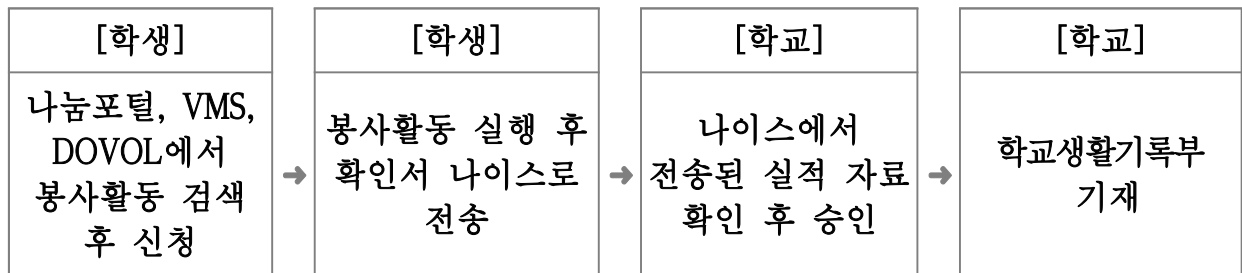 [학생]
나눔포털, VMS,
DOVOL에서
봉사활동 검색
후 신청
➜
[학생]
봉사활동 실행 후
확인서 나이스로
전송
➜
[학교]
나이스에서
전송된 실적 자료
확인 후 승인
➜
[학교]
학교생활기록부
기재